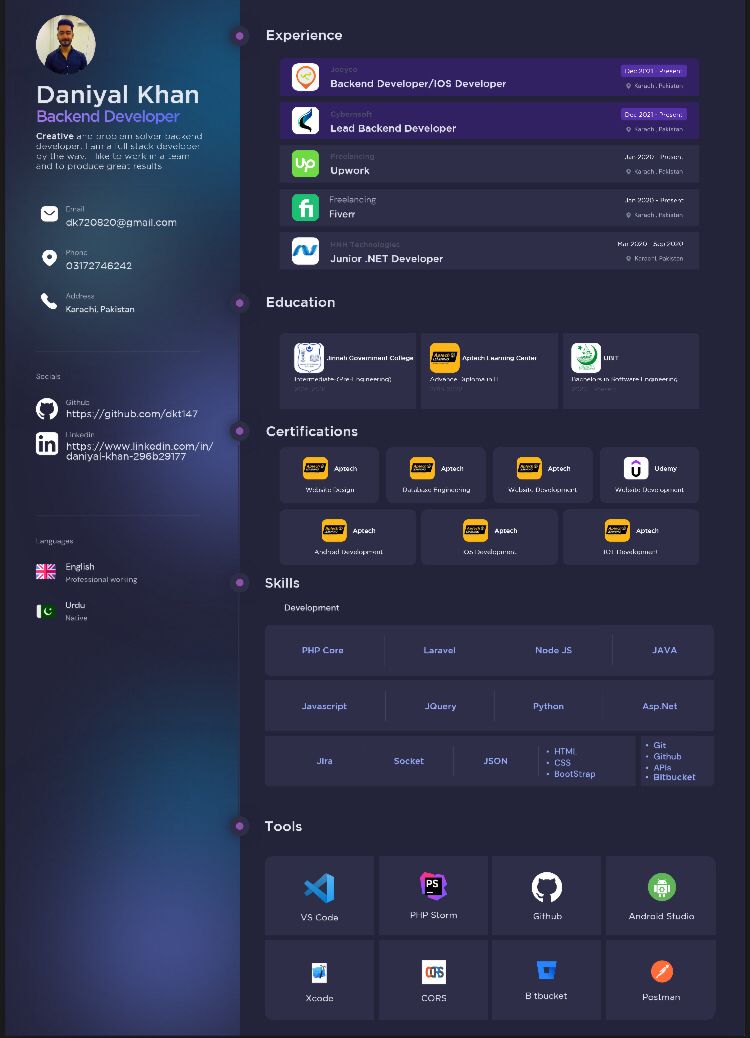 Daniyal Khan
Backend Developer
Creative and problem solver backend
developer. I am a full stack developer
by the way. I like to work in a team
and to produce great results.
Email
dk720820@gmail.com
Phone
03172746242
Address
Karachi, Pakistan
Socials
Github
https://github.com/dkt147
Linkedin
https://www.linkedin.com/in/
daniyal-khan-296b29177
Languages
English
Professional working
Urdu
Native
Experience
Backend Developer/IOS Developer
Dec 2021 - Present
Karachi, Pakistan
Cybernsoft
Lead Backend Developer
Dec 2021 - Present
Karachi, Pakistan
Freelancing
Upwork
Jan 2020 - Present
Karachi, Pakistan
Freelancing
Fiverr
Jan 2020 - Present
Karachi, Pakistan
HNH Technologies
Junior .NET Developer
Mar 2020 - Sep 2020
Karachi, Pakistan
Education
Jinnah Government College
Intermediate (Pre-Engineering)
Aptech Learning Center
Advance Diploma in IT
UBIT
Bachelors in Software Engineering
Certifications
Aptech
Website Design
Aptech
Database Engineering
Aptech
Website Development
Udemy
Website Development
Aptech
Android Development
Aptech
IOS Development
Aptech
IOT Development
Skills
Development
PHP Core
Laravel
Node JS
JAVA
Javascript
JQuery
Python
Asp.Net
Jira
Socket
JSON
• HTML
• CSS
• BootStrap
• Git
• Github
• APIs
• Bitbucket
Tools
VS Code
PHP Storm
Github
Android Studio
Xcode
CORS
Bitbucket
Postman